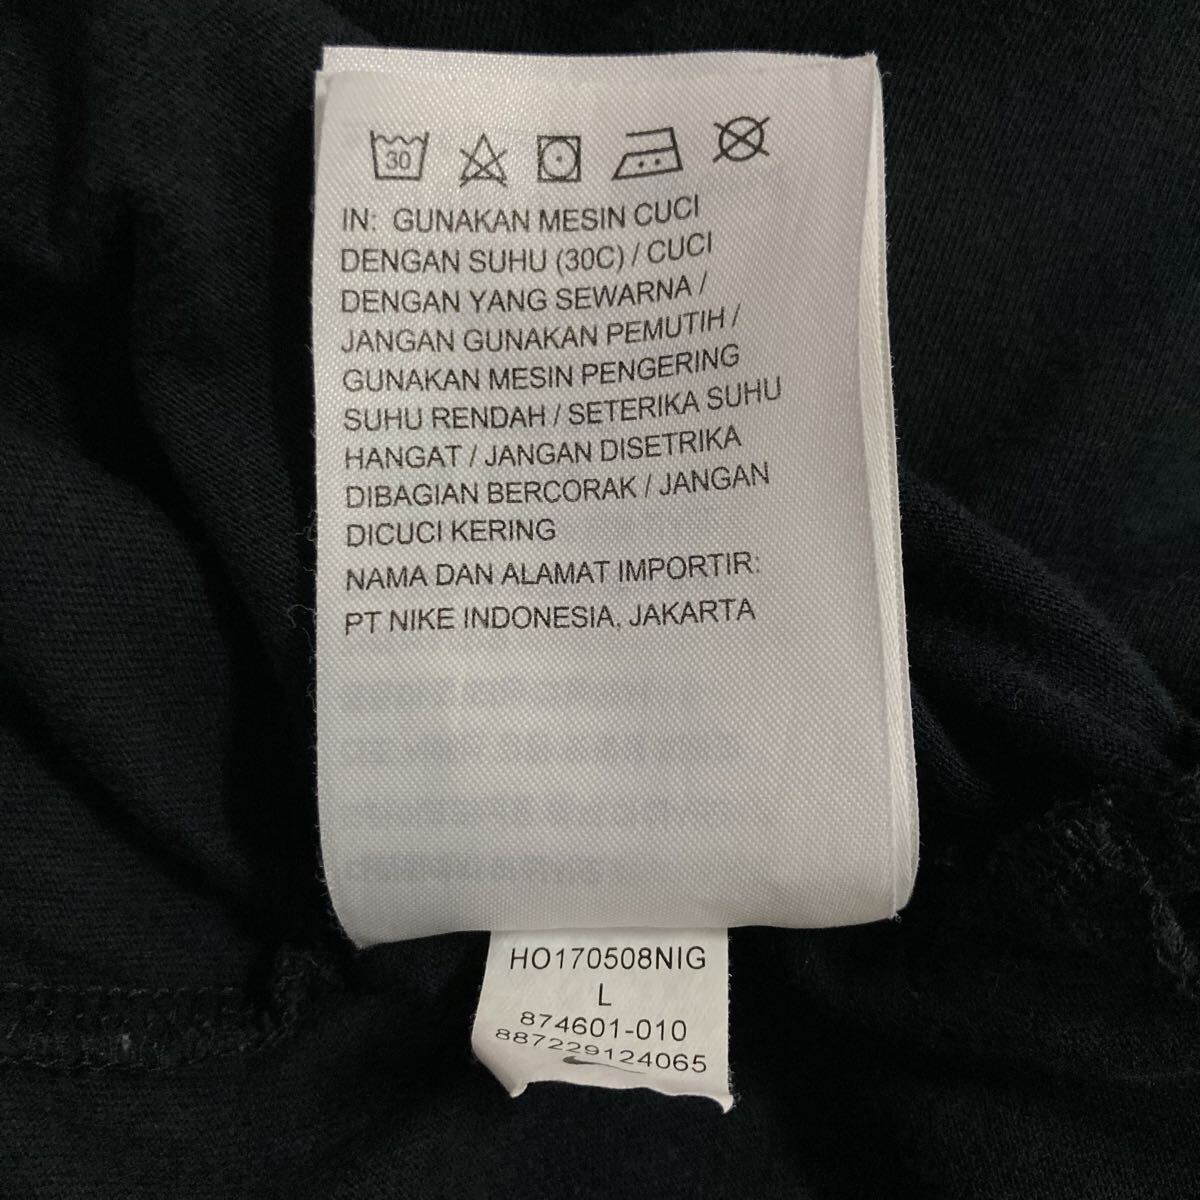 30
IN: GUNAKAN MESIN CUCI
DENGAN SUHU (30C) / CUCI
DENGAN YANG SEWARNA /
JANGAN GUNAKAN PEMUTIH /
GUNAKAN MESIN PENGERING
SUHU RENDAH / SETERIKA SUHU
HANGAT / JANGAN DISETRIKA
DIBAGIAN BERCORAK / JANGAN
DICUCI KERING
NAMA DAN ALAMAT IMPORTIR:
PT NIKE INDONESIA, JAKARTA
HO170508NIG
L
874601-010
887229124065